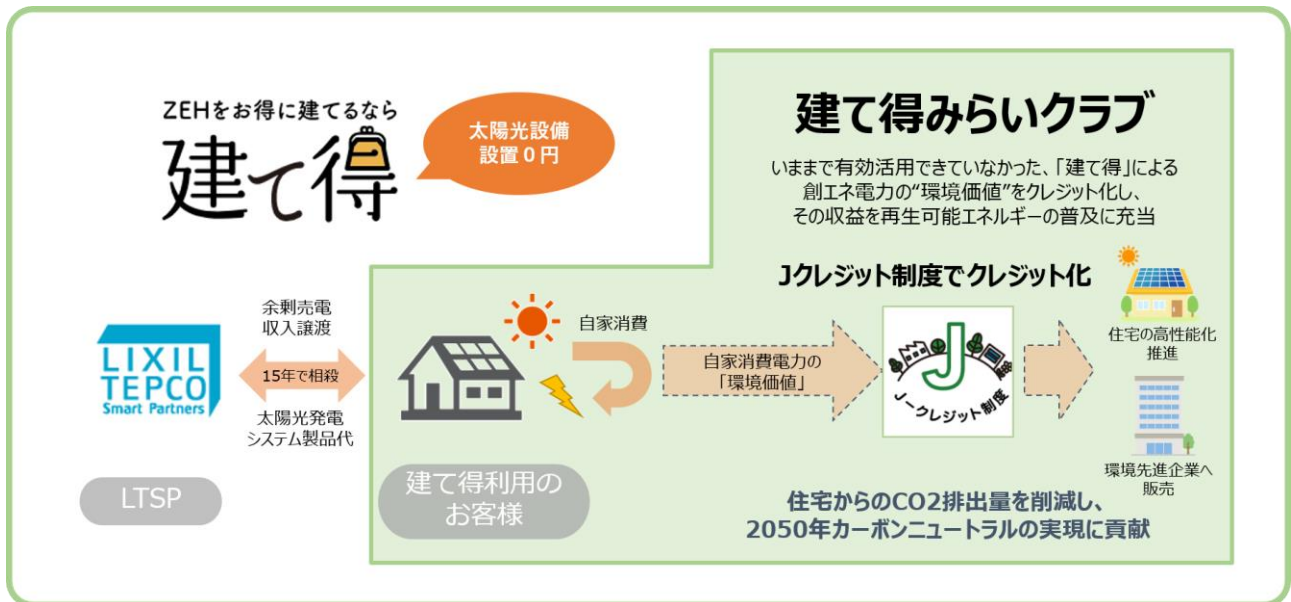 ZEHをお得に建てるなら
建て得
太陽光設備
設置0円
建て得みらいクラブ
いままで有効活用できていなかった、「建て得」による
創エネ電力の“環境価値”をクレジット化し、
その収益を再生可能エネルギーの普及に充当
Jクレジット制度でクレジット化
LIXIL
TEPCO
Smart Partners
余剰売電
収入譲渡
15年で相殺
太陽光発電
システム製品代
LTSP
自家消費
建て得利用の
お客様
自家消費電力の
「環境価値」
J
J-クレジット制度
住宅の高性能化
推進
環境先進企業へ
販売
住宅からのCO2排出量を削減し、
2050年カーボンニュートラルの実現に貢献